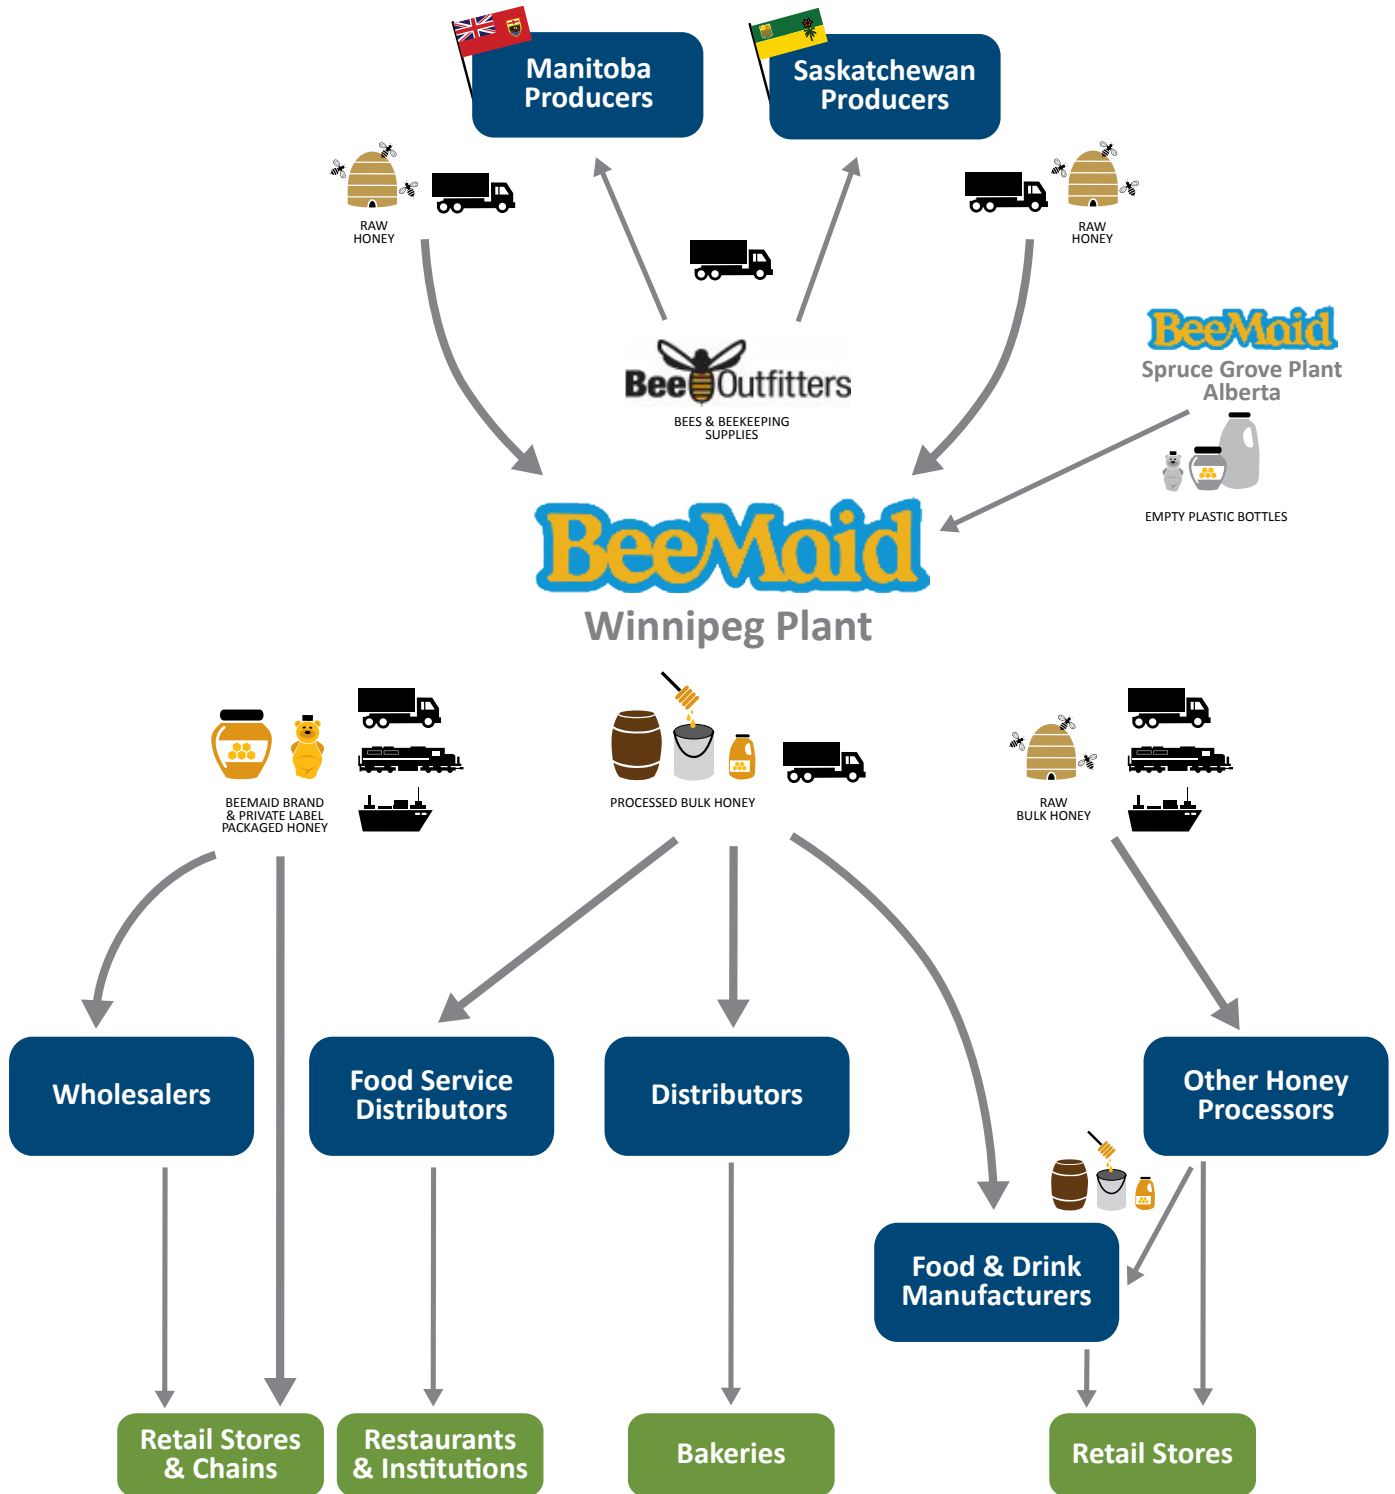 Manitoba
Producers
Saskatchewan
Producers
RAW
HONEY
RAW
HONEY
BeeOutfitters
BEES & BEEKEEPING
SUPPLIES
BeeMaid
Spruce Grove Plant
Alberta
EMPTY PLASTIC BOTTLES
BeeMaid
Winnipeg Plant
BEEMAID BRAND
& PRIVATE LABEL
PACKAGED HONEY
PROCESSED BULK HONEY
RAW
BULK HONEY
Wholesalers
Food Service
Distributors
Distributors
Other Honey
Processors
Food & Drink
Manufacturers
Retail Stores
& Chains
Restaurants
& Institutions
Bakeries
Retail Stores